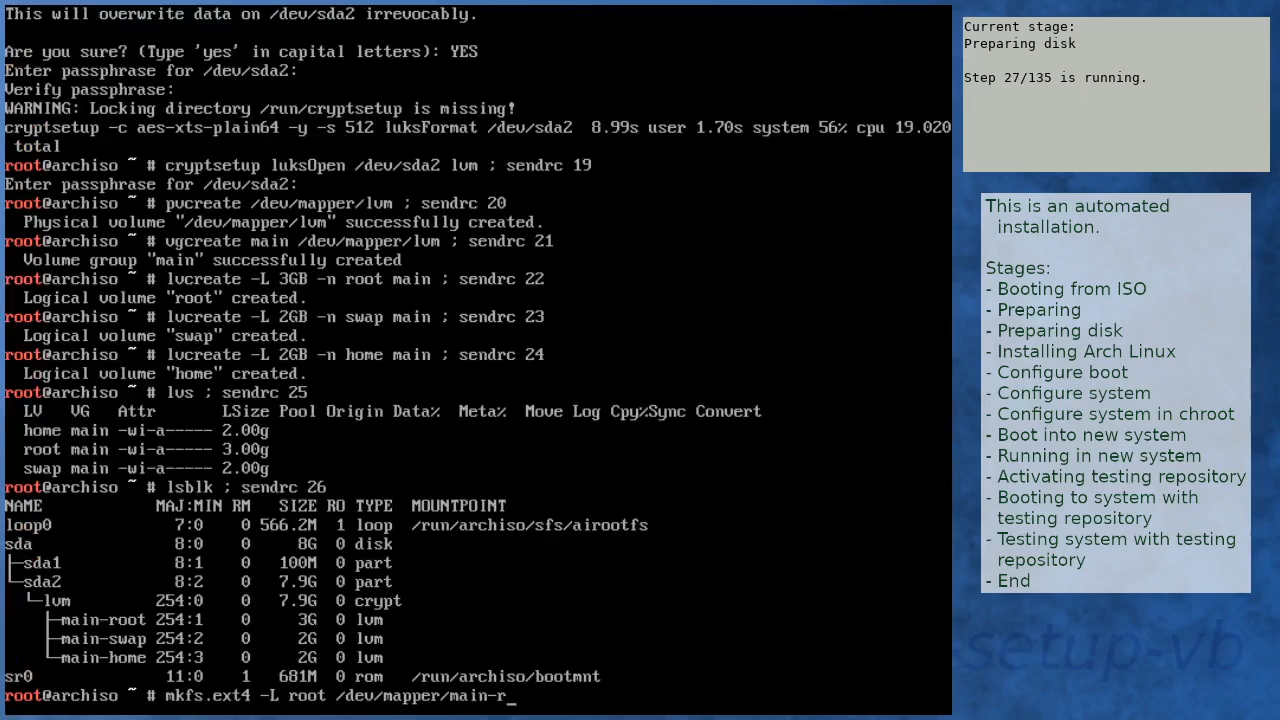 This will overwrite data on /dev/sda2 irrevocably.
Are you sure? (Type 'yes' in capital letters): YES
Enter passphrase for /dev/sda2:
Verify passphrase:
WARNING: Locking directory /run/cryptsetup is missing!
cryptsetup -c aes-xts-plain64 -y -s 512 luksFormat /dev/sda2  8.99s user 1.70s system 56% cpu 19.020
 total
root@archiso ~ # cryptsetup luksOpen /dev/sda2 lvm ; sendrc 19
Enter passphrase for /dev/sda2:
root@archiso ~ # pvcreate /dev/mapper/lvm ; sendrc 20
  Physical volume "/dev/mapper/lvm" successfully created.
root@archiso ~ # vgcreate main /dev/mapper/lvm ; sendrc 21
  Volume group "main" successfully created
root@archiso ~ # lvcreate -L 3GB -n root main ; sendrc 22
  Logical volume "root" created.
root@archiso ~ # lvcreate -L 2GB -n swap main ; sendrc 23
  Logical volume "swap" created.
root@archiso ~ # lvcreate -L 2GB -n home main ; sendrc 24
  Logical volume "home" created.
root@archiso ~ # lvs ; sendrc 25
  LV   VG   Attr       LSize Pool Origin Data%  Meta%  Move Log Cpy%Sync Convert
  home main -wi-a----- 2.00g
  root main -wi-a----- 3.00g
  swap main -wi-a----- 2.00g
root@archiso ~ # lsblk ; sendrc 26
NAME            MAJ:MIN RM   SIZE RO TYPE  MOUNTPOINT
loop0             7:0    0 566.2M  1 loop  /run/archiso/sfs/airootfs
sda               8:0    0     8G  0 disk
├─sda1            8:1    0   100M  0 part
└─sda2            8:2    0   7.9G  0 part
  └─lvm         254:0    0   7.9G  0 crypt
    ├─main-root 254:1    0     3G  0 lvm
    ├─main-swap 254:2    0     2G  0 lvm
    └─main-home 254:3    0     2G  0 lvm
sr0              11:0    1   681M  0 rom   /run/archiso/bootmnt
root@archiso ~ # mkfs.ext4 -L root /dev/mapper/main-r_
Current stage:
Preparing disk
Step 27/135 is running.
This is an automated
installation.
Stages:
- Booting from ISO
- Preparing
- Preparing disk
- Installing Arch Linux
- Configure boot
- Configure system
- Configure system in chroot
- Boot into new system
- Running in new system
- Activating testing repository
- Booting to system with
testing repository
- Testing system with testing
repository
- End
-setup-vb